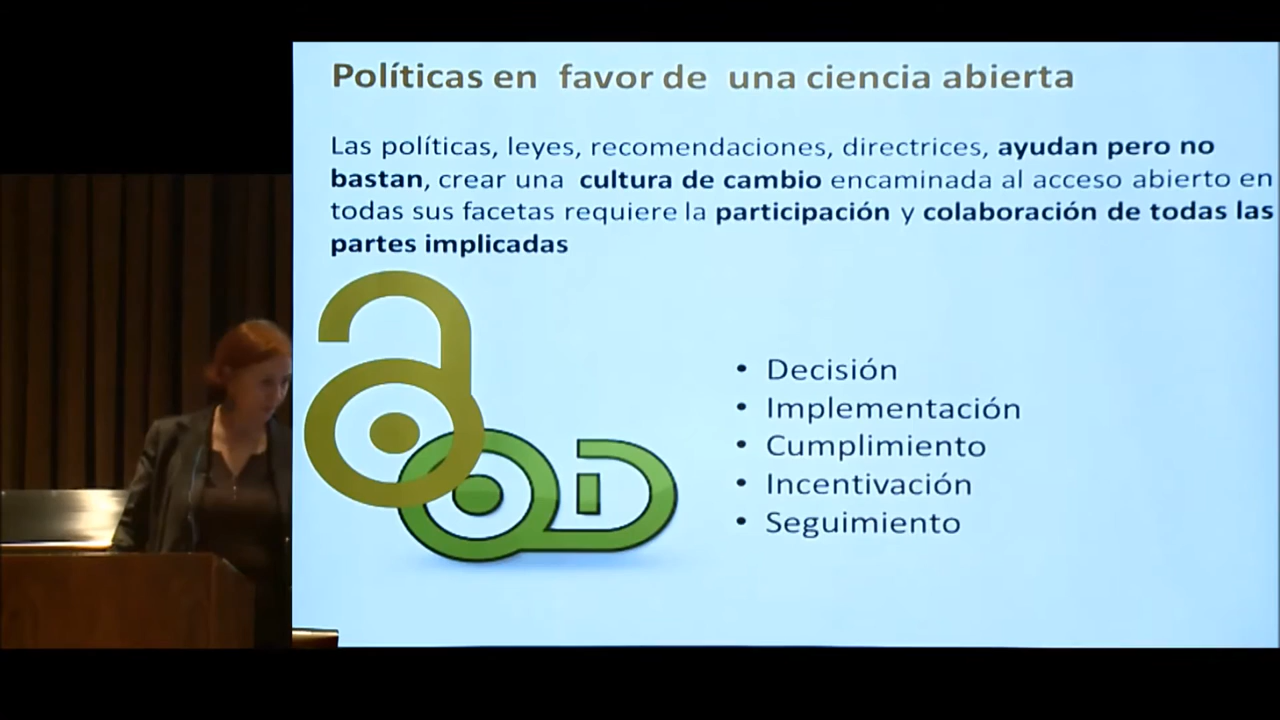 Políticas en favor de una ciencia abierta
Las políticas, leyes, recomendaciones, directrices, ayudan pero no
bastan, crear una cultura de cambio encaminada al acceso abierto en
todas sus facetas requiere la participación y colaboración de todas las
partes implicadas
• Decisión
• Implementación
• Cumplimiento
• Incentivación
• Seguimiento